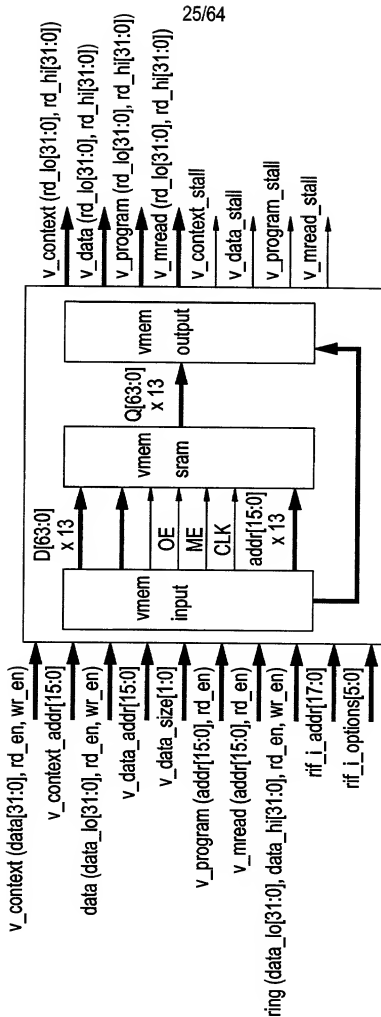 25/64
v_context (data[31:0], rd_en, wr_en)
v_context_addr[15:0]
data (data_lo[31:0], rd_en, wr_en)
v_data_addr[15:0]
v_data_size[1:0]
v_program (addr[15:0], rd_en)
v_mread (addr[15:0], rd_en)
ring (data_lo[31:0], data_hi[31:0], rd_en, wr_en)
rif_i_addr[17:0]
rif_i_options[5:0]
vmem
input
D[63:0]
x 13
OE
ME
CLK
addr[15:0]
x 13
vmem
sram
Q[63:0]
x 13
vmem
output
v_context (rd_lo[31:0], rd_hi[31:0])
v_data (rd_lo[31:0], rd_hi[31:0])
v_program (rd_lo[31:0], rd_hi[31:0])
v_mread (rd_lo[31:0], rd_hi[31:0])
v_context_stall
v_data_stall
v_program_stall
v_mread_stall